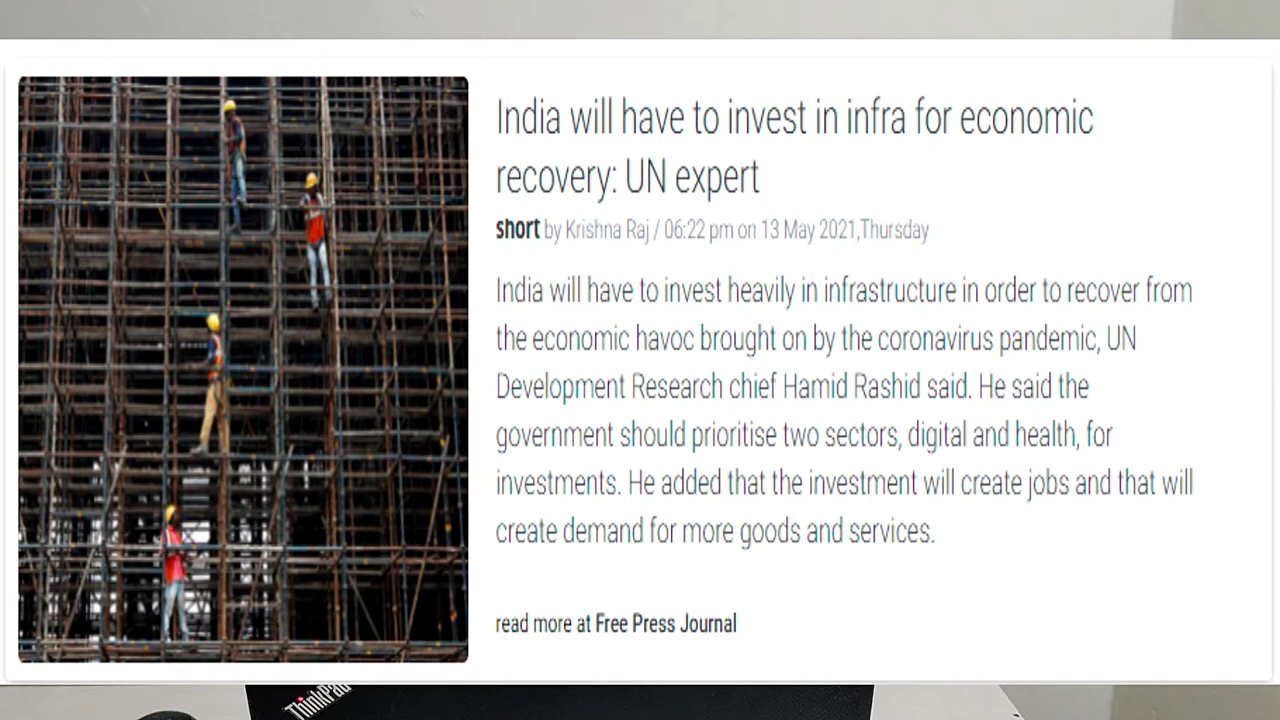 India will have to invest in infra for economic
recovery: UN expert
short by Krishna Raj / 06:22 pm on 13 May 2021,Thursday
India will have to invest heavily in infrastructure in order to recover from
the economic havoc brought on by the coronavirus pandemic, UN
Development Research chief Hamid Rashid said. He said the
government should prioritise two sectors, digital and health, for
investments. He added that the investment will create jobs and that will
create demand for more goods and services.
read more at Free Press Journal
ThinkPad